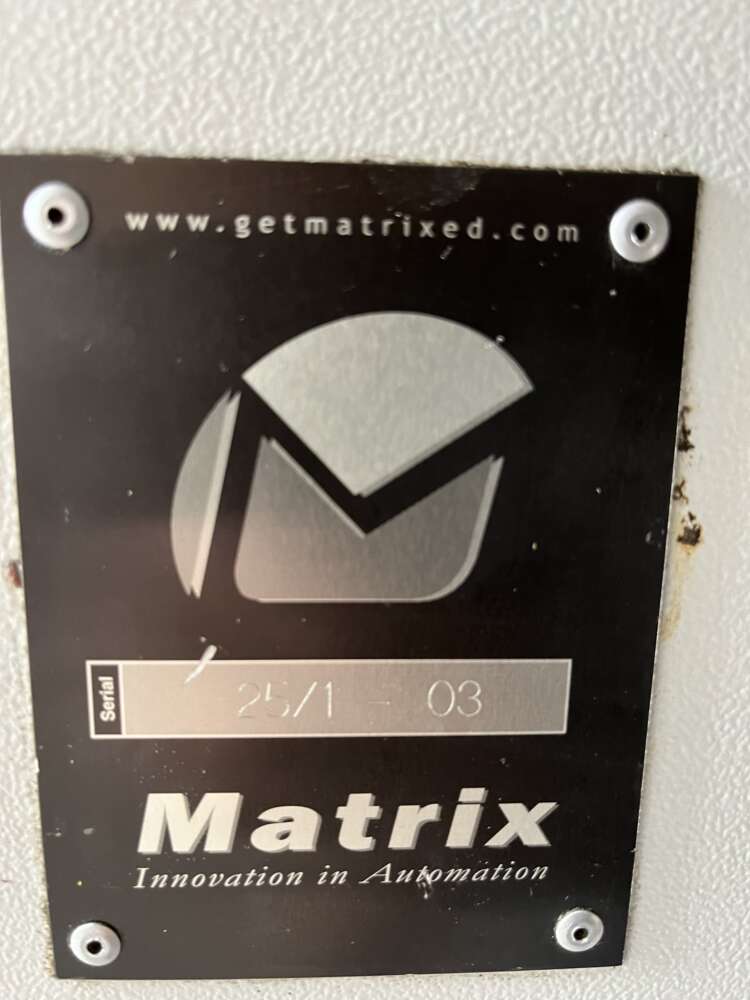 www.getmatrixed.com
Serial
25/1 - 03
Matrix
Innovation in Automation